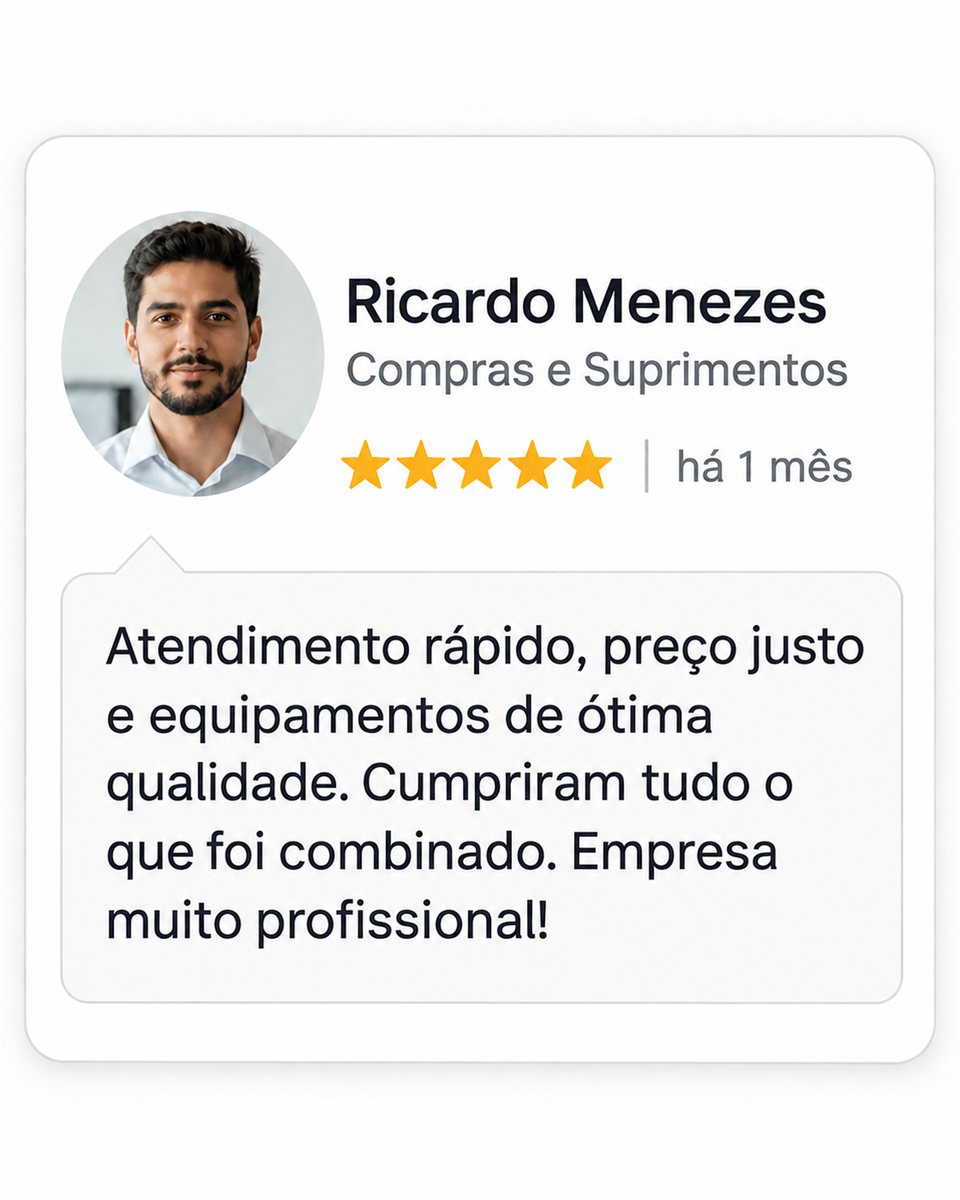 Ricardo Menezes
Compras e Suprimentos
há 1 mês
Atendimento rápido, preço justo
e equipamentos de ótima
qualidade. Cumpriram tudo o
que foi combinado. Empresa
muito profissional!